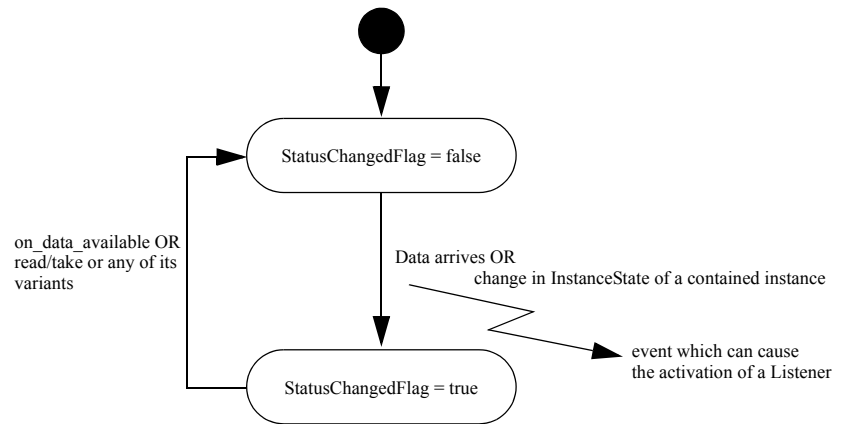 StatusChangedFlag = false
on_data_available OR
read/take or any of its
variants
Data arrives OR
change in InstanceState of a contained instance
event which can cause
the activation of a Listener
StatusChangedFlag = true